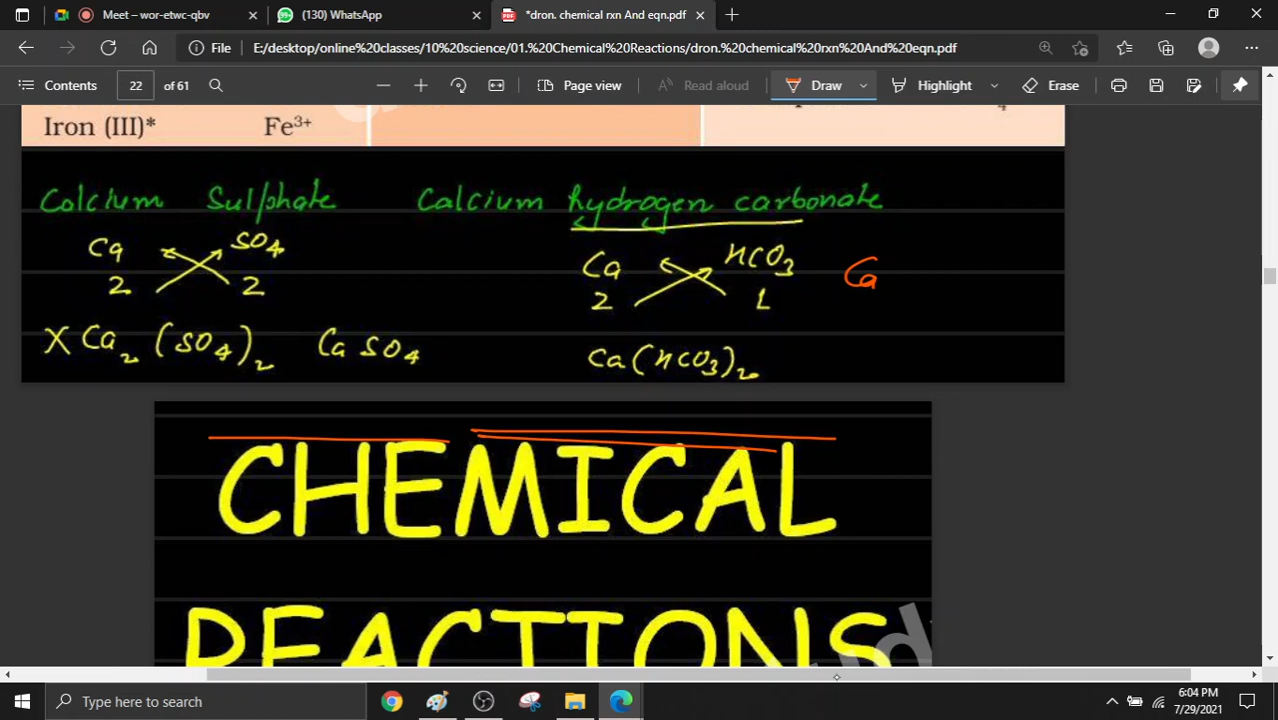 Meet – wor-etwc-qbv
(130) WhatsApp
*dron. chemical rxn And eqn.pdf
File E:/desktop/online%20classes/10%20science/01.%20Chemical%20Reactions/dron.%20chemical%20rxn%20And%20eqn.pdf
Contents 22 of 61 Page view Read aloud Draw Highlight Erase
Iron (III)* Fe³⁺ 4
Calcium Sulphate Calcium hydrogen carbonate
Ca SO₄ Ca HCO₃ Ca
2 2 2 1
X Ca₂ (SO₄)₂ Ca SO₄ Ca(HCO₃)₂
CHEMICAL
REACTIONS
Type here to search
6:04 PM
7/29/2021